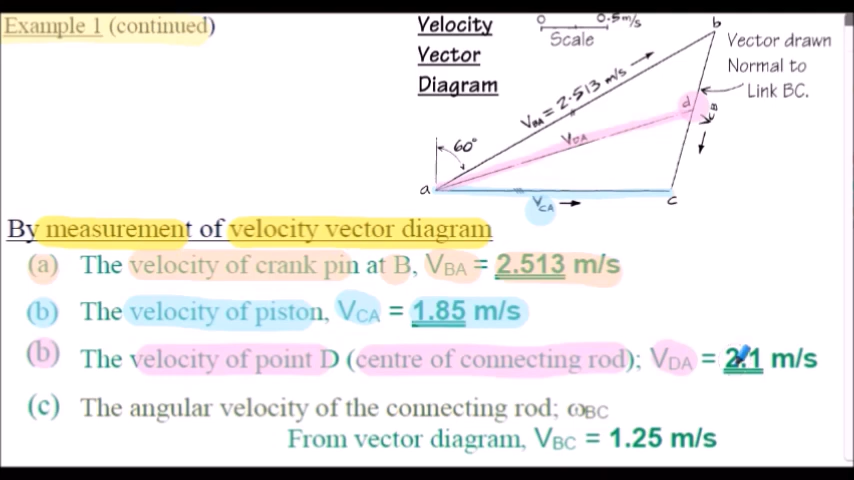 Example 1 (continued)
Velocity
Vector
Diagram
0 0.5m/s
Scale
b
Vector drawn
Normal to
Link BC.
VBA = 2.513 m/s
d
VCB
VDA
60°
a
VCA
c
By measurement of velocity vector diagram
(a) The velocity of crank pin at B, VBA = 2.513 m/s
(b) The velocity of piston, VCA = 1.85 m/s
(b) The velocity of point D (centre of connecting rod); VDA = 2.1 m/s
(c) The angular velocity of the connecting rod; ωBC
From vector diagram, VBC = 1.25 m/s